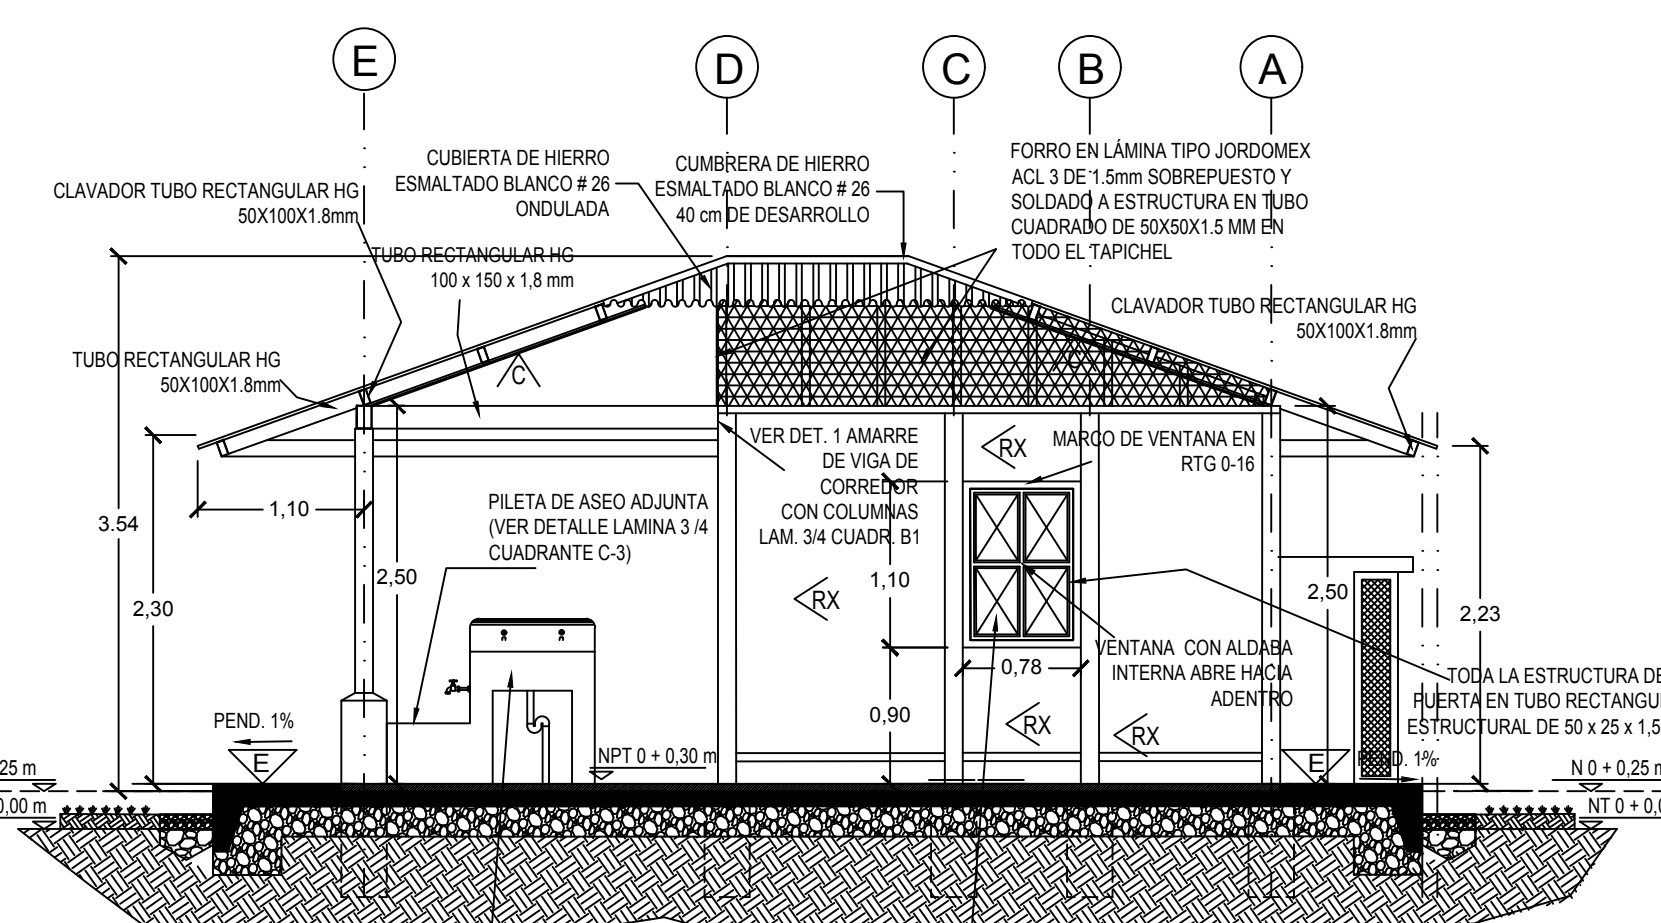 E
D
C
B
A
CUBIERTA DE HIERRO
ESMALTADO BLANCO # 26
ONDULADA
CUMBRERA DE HIERRO
ESMALTADO BLANCO # 26
40 cm DE DESARROLLO
FORRO EN LÁMINA TIPO JORDOMEX
ACL 3 DE 1.5mm SOBREPUESTO Y
SOLDADO A ESTRUCTURA EN TUBO
CUADRADO DE 50X50X1.5 MM EN
TODO EL TAPICHEL
CLAVADOR TUBO RECTANGULAR HG
50X100X1.8mm
TUBO RECTANGULAR HG
100 x 150 x 1,8 mm
CLAVADOR TUBO RECTANGULAR HG
50X100X1.8mm
TUBO RECTANGULAR HG
50X100X1.8mm
C
C
VER DET. 1 AMARRE
DE VIGA DE
CORREDOR
CON COLUMNAS
LAM. 3/4 CUADR. B1
RX
MARCO DE VENTANA EN
RTG 0-16
PILETA DE ASEO ADJUNTA
(VER DETALLE LAMINA 3 /4
CUADRANTE C-3)
1,10
3.54
2,50
2,30
1,10
RX
2,50
2,23
VENTANA CON ALDABA
INTERNA ABRE HACIA
ADENTRO
0,78
TODA LA ESTRUCTURA DE
PUERTA EN TUBO RECTANGU
ESTRUCTURAL DE 50 x 25 x 1,5
0,90
RX
RX
PEND. 1%
E
NPT 0 + 0,30 m
E
PEND. 1%
25 m
0,00 m
N 0 + 0,25 m
NT 0 + 0,0